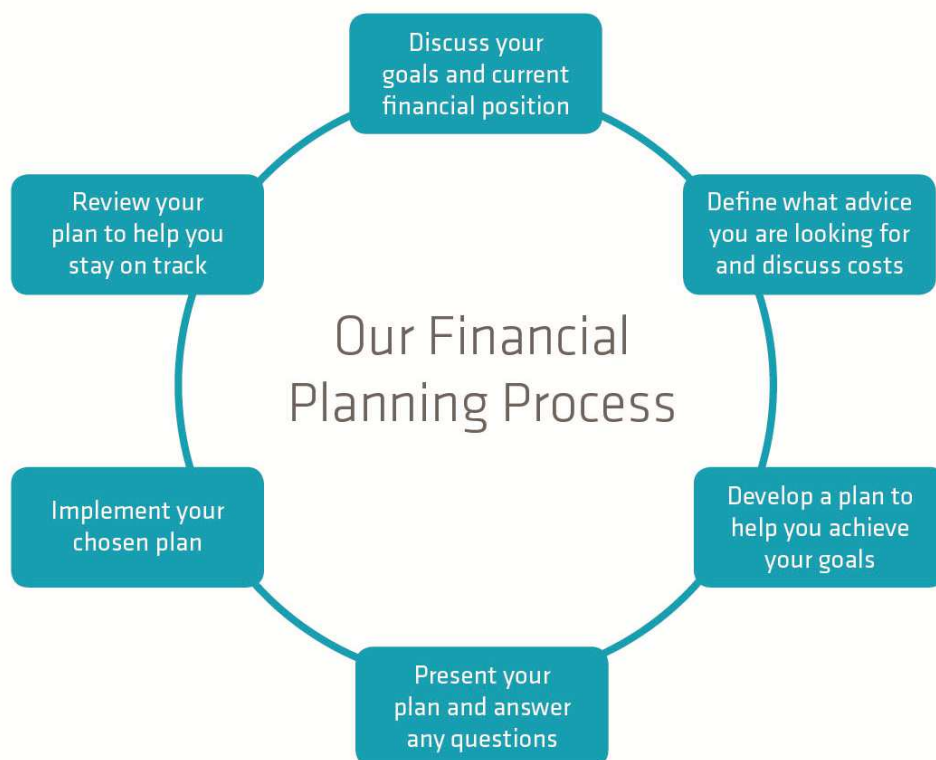 Discuss your
goals and current
financial position
Define what advice
you are looking for
and discuss costs
Develop a plan to
help you achieve
your goals
Present your
plan and answer
any questions
Implement your
chosen plan
Review your
plan to help you
stay on track
Our Financial
Planning Process